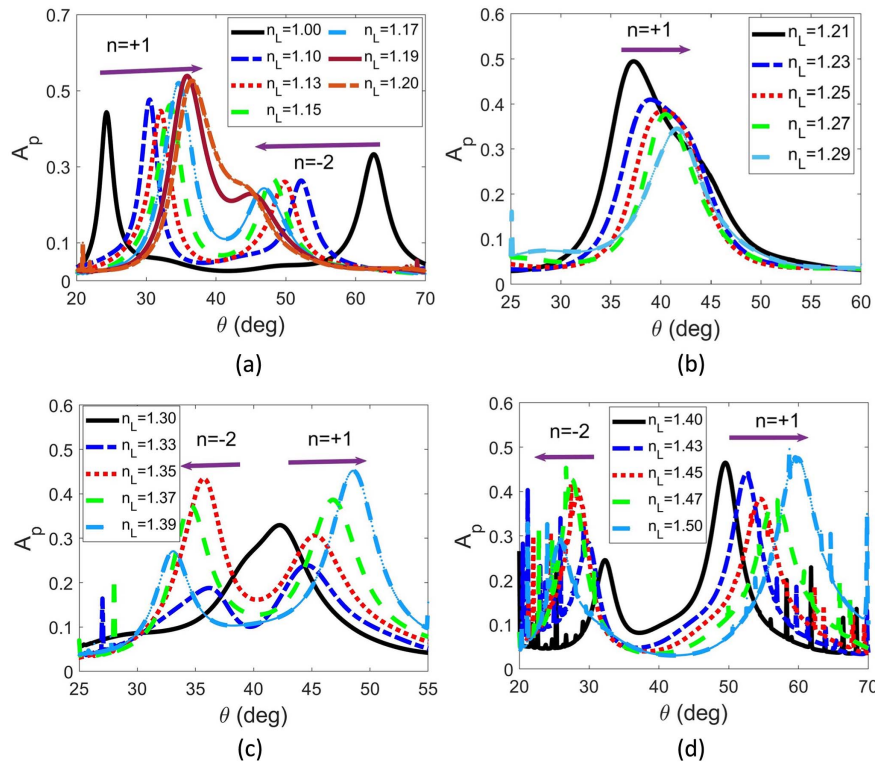 n=+1
n_L=1.00
n_L=1.10
n_L=1.13
n_L=1.15
n_L=1.17
n_L=1.19
n_L=1.20
n=-2
A_p
0.6
0.5
0.4
0.3
0.2
0.1
0
20 30 40 50 60 70
θ (deg)
(a)
n=+1
n_L=1.21
n_L=1.23
n_L=1.25
n_L=1.27
n_L=1.29
A_p
0.6
0.5
0.4
0.3
0.2
0.1
0
25 30 35 40 45 50 55 60
θ (deg)
(b)
n_L=1.30
n_L=1.33
n_L=1.35
n_L=1.37
n_L=1.39
n=-2
n=+1
A_p
0.6
0.5
0.4
0.3
0.2
0.1
0
25 30 35 40 45 50 55
θ (deg)
(c)
n=-2
n_L=1.40
n_L=1.43
n_L=1.45
n_L=1.47
n_L=1.50
n=+1
A_p
0.6
0.5
0.4
0.3
0.2
0.1
0
20 30 40 50 60 70
θ (deg)
(d)